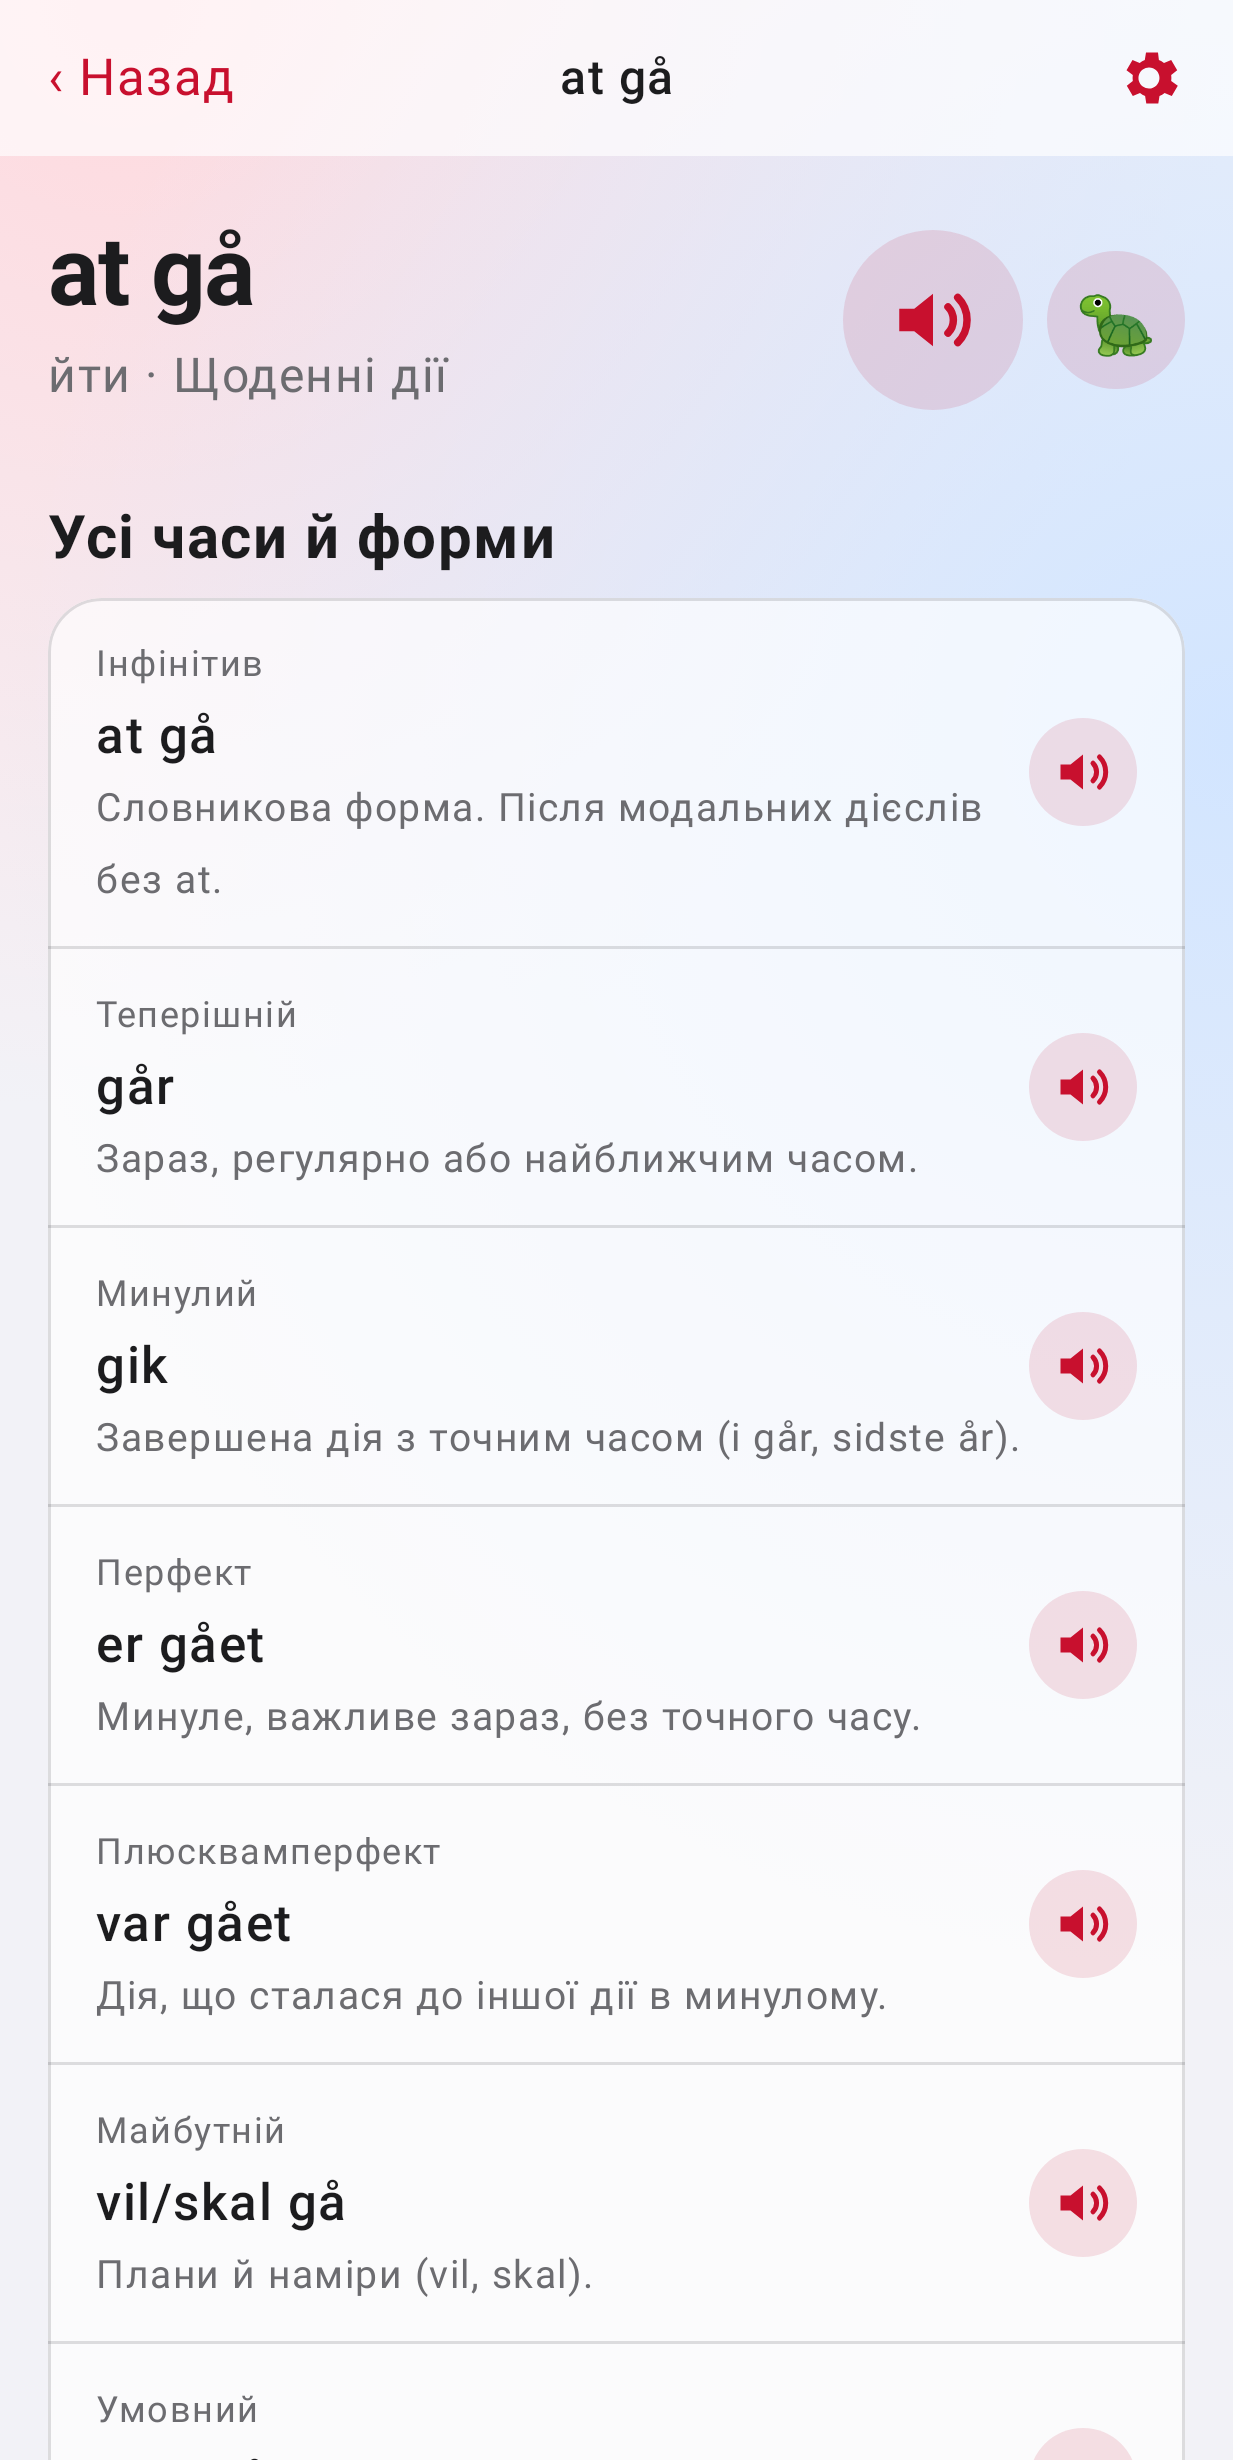 ‹ Назад
at gå
at gå
йти · Щоденні дії
Усі часи й форми
Інфінітив
at gå
Словникова форма. Після модальних дієслів
без at.
Теперішній
går
Зараз, регулярно або найближчим часом.
Минулий
gik
Завершена дія з точним часом (i går, sidste år).
Перфект
er gået
Минуле, важливе зараз, без точного часу.
Плюсквамперфект
var gået
Дія, що сталася до іншої дії в минулому.
Майбутній
vil/skal gå
Плани й наміри (vil, skal).
Умовний